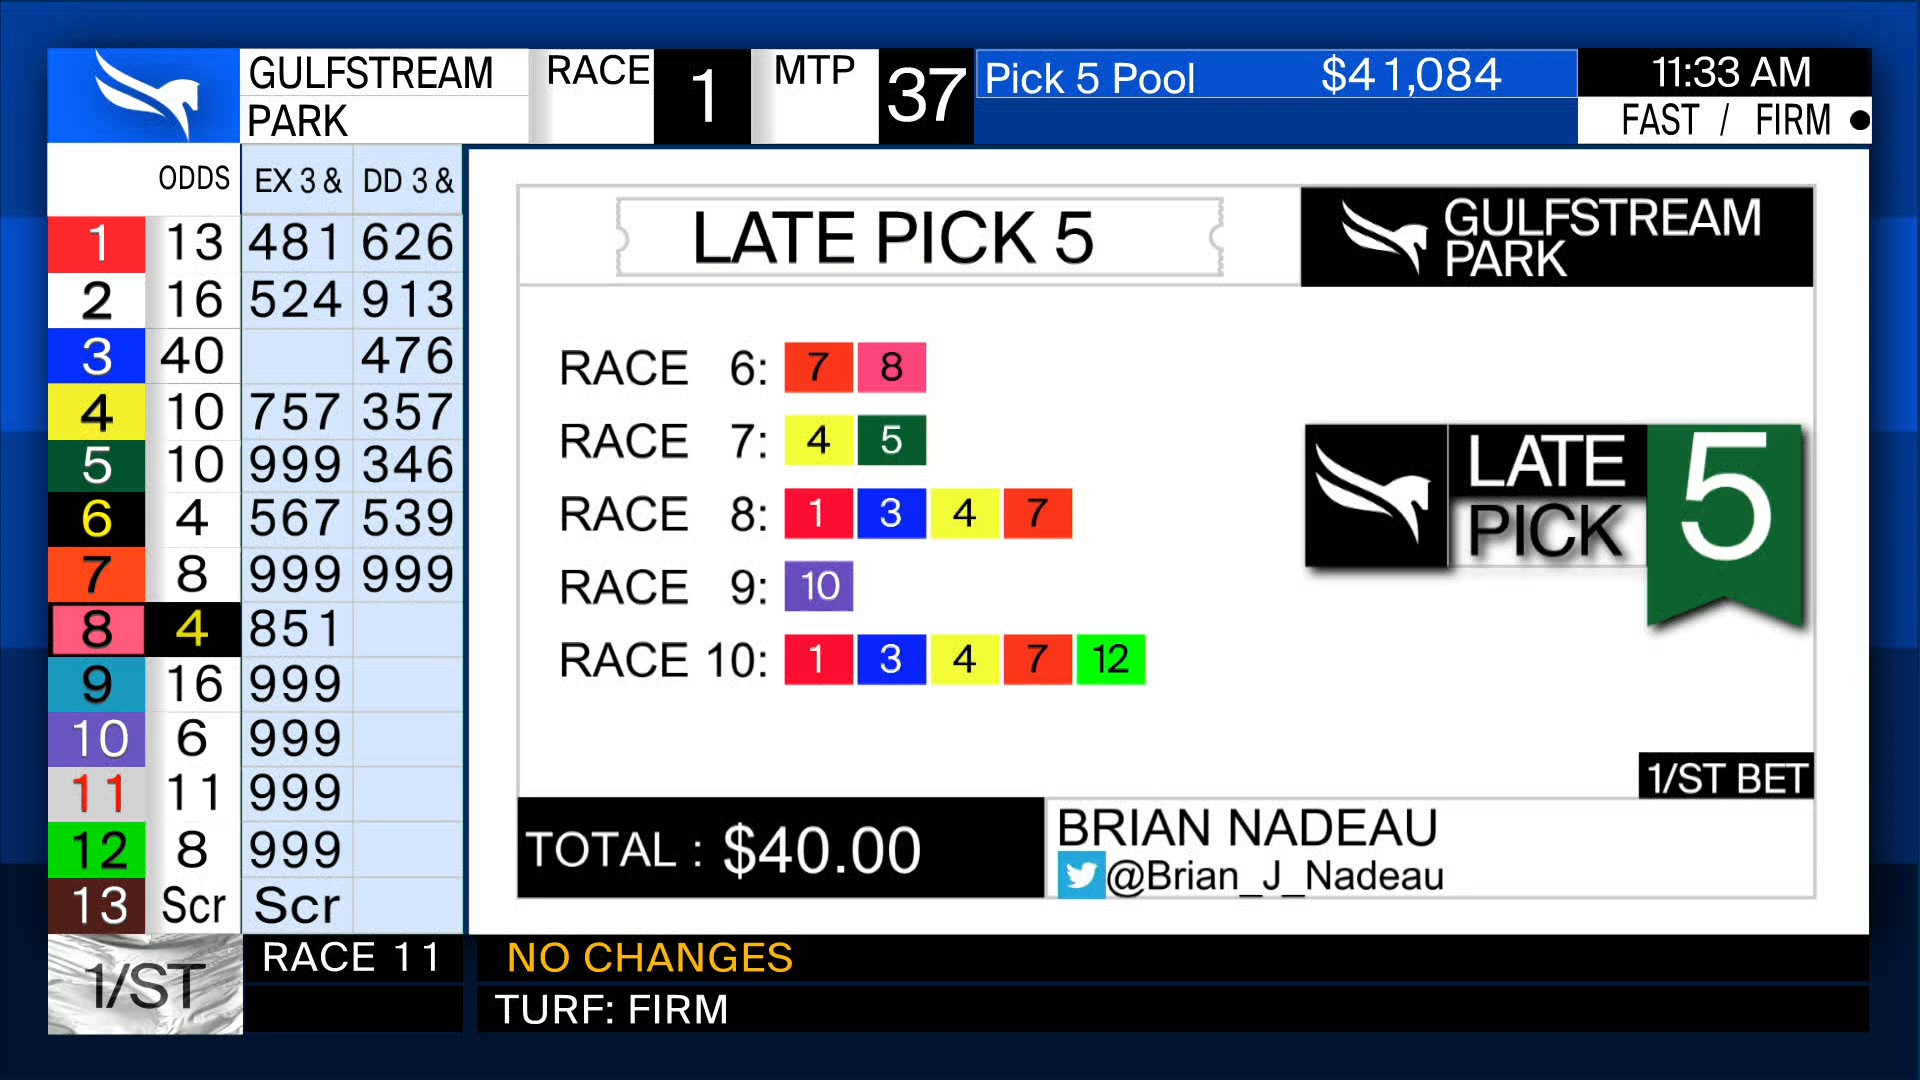 GULFSTREAM PARK RACE 1 MTP 37 Pick 5 Pool $41,084 11:33 AM
FAST / FIRM
ODDS EX 3 & DD 3 &
1 13 481 626
2 16 524 913
3 40 476
4 10 757 357
5 10 999 346
6 4 567 539
7 8 999 999
8 4 851
9 16 999
10 6 999
11 11 999
12 8 999
13 Scr Scr
LATE PICK 5
GULFSTREAM
PARK
RACE 6: 7 8
RACE 7: 4 5
RACE 8: 1 3 4 7
RACE 9: 10
RACE 10: 1 3 4 7 12
LATE
PICK
5
1/ST BET
TOTAL : $40.00
BRIAN NADEAU
@Brian_J_Nadeau
1/ST
RACE 11
NO CHANGES
TURF: FIRM